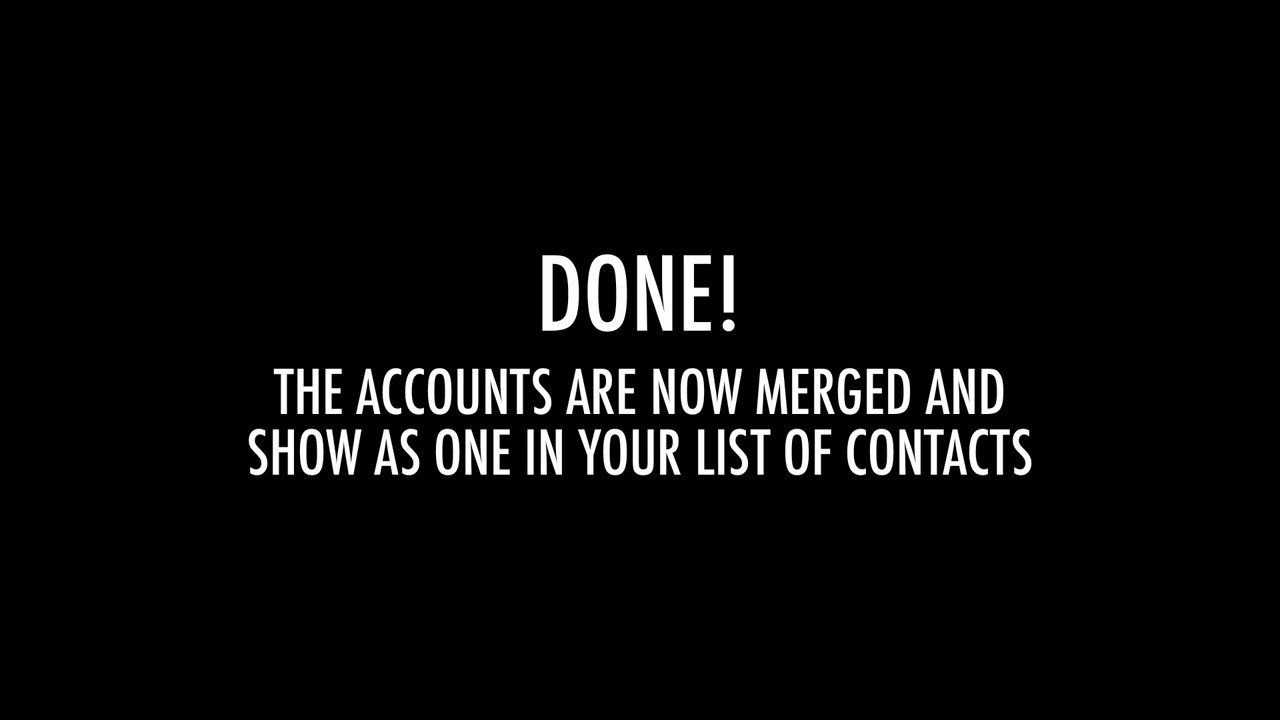 DONE!
THE ACCOUNTS ARE NOW MERGED AND
SHOW AS ONE IN YOUR LIST OF CONTACTS